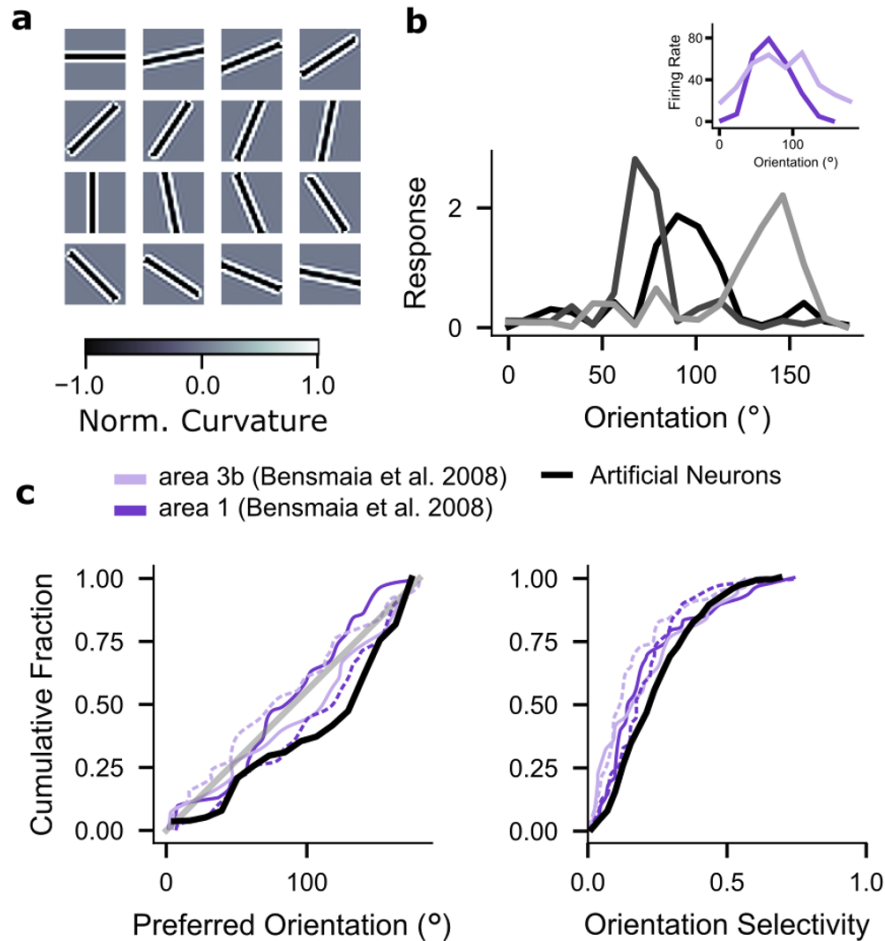 a
−1.0 0.0 1.0
Norm. Curvature
b
Firing Rate
80
40
0
0 100
Orientation (°)
Response
2
0
0 50 100 150
Orientation (°)
area 3b (Bensmaia et al. 2008)
area 1 (Bensmaia et al. 2008)
Artificial Neurons
c
Cumulative Fraction
1.00
0.75
0.50
0.25
0.00
0 100
Preferred Orientation (°)
1.00
0.75
0.50
0.25
0.00
0.0 0.5 1.0
Orientation Selectivity